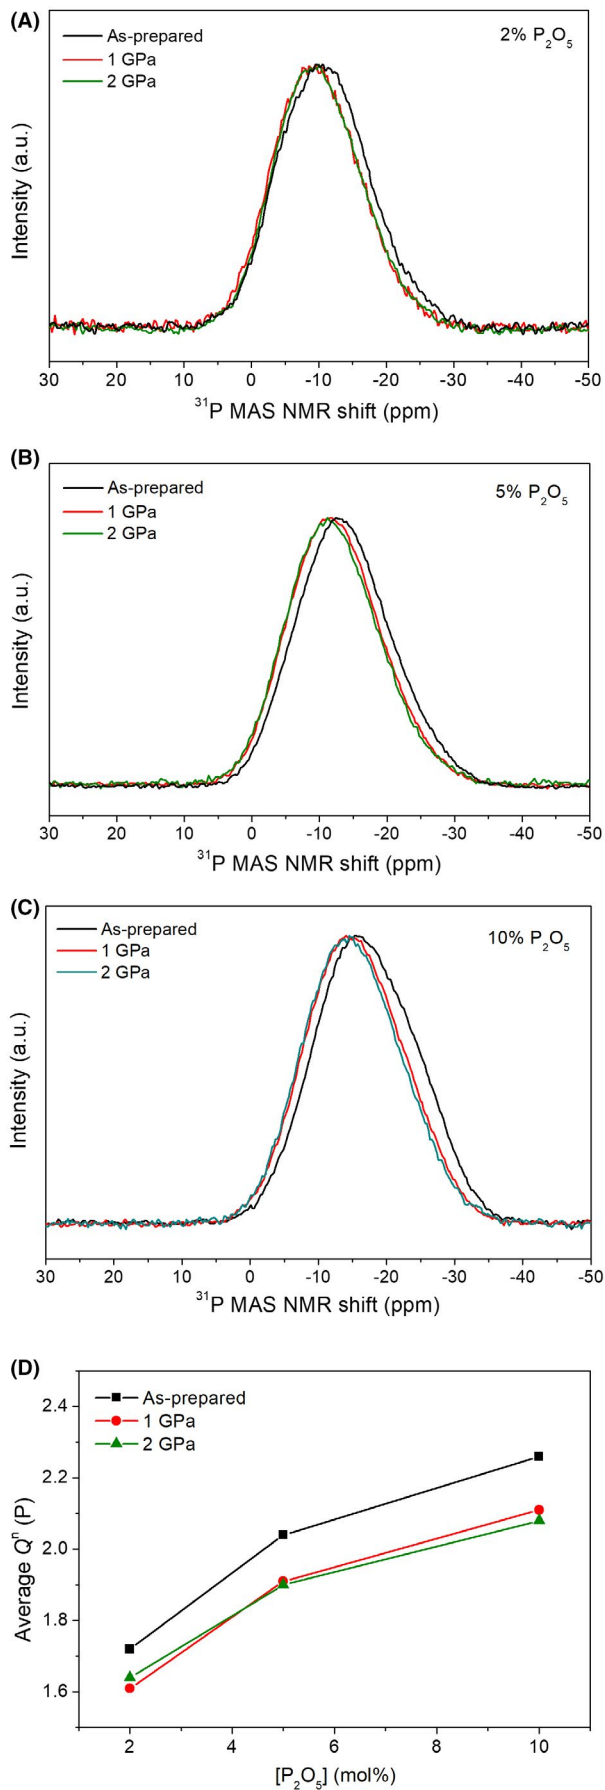 (A)
As-prepared
1 GPa
2 GPa
2% P₂O₅
Intensity (a.u.)
30 20 10 0 -10 -20 -30 -40 -50
³¹P MAS NMR shift (ppm)
(B)
As-prepared
1 GPa
2 GPa
5% P₂O₅
Intensity (a.u.)
30 20 10 0 -10 -20 -30 -40 -50
³¹P MAS NMR shift (ppm)
(C)
As-prepared
1 GPa
2 GPa
10% P₂O₅
Intensity (a.u.)
30 20 10 0 -10 -20 -30 -40 -50
³¹P MAS NMR shift (ppm)
(D)
As-prepared
1 GPa
2 GPa
Average Qⁿ (P)
2.4
2.2
2.0
1.8
1.6
2 4 6 8 10
[P₂O₅] (mol%)